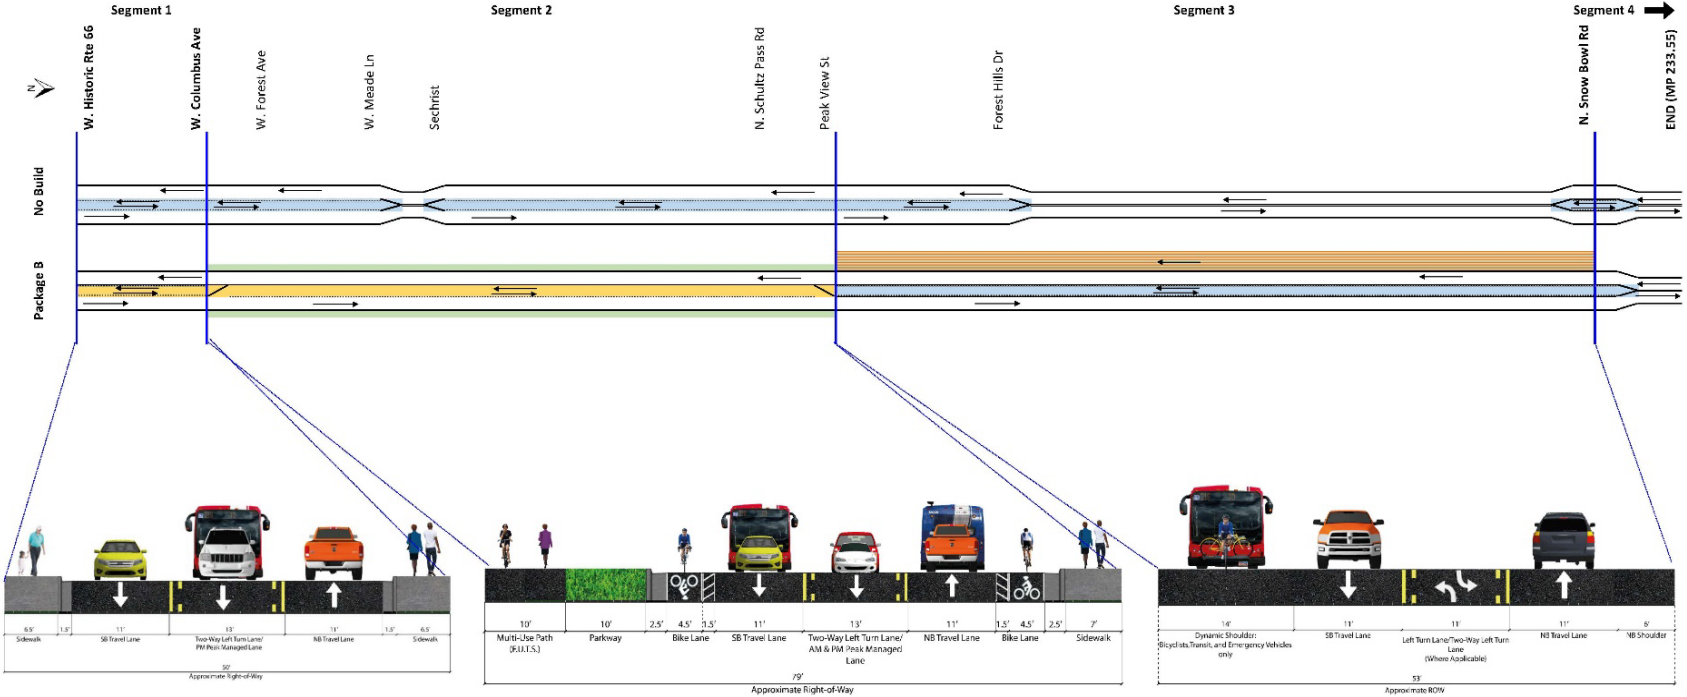 Segment 1
Segment 2
Segment 3
Segment 4
N
W. Historic Rte 66
W. Columbus Ave
W. Forest Ave
W. Meade Ln
Sechrist
N. Schultz Pass Rd
Peak View St
Forest Hills Dr
N. Snow Bowl Rd
END (MP 233.55)
No Build
Package B
6.5'
1.5'
11'
13'
11'
1.5'
6.5'
Sidewalk
SB Travel Lane
Two-Way Left Turn Lane/
PM Peak Managed Lane
NB Travel Lane
Sidewalk
50'
Approximate Right-of-Way
10'
10'
2.5'
4.5'
1.5'
11'
13'
11'
1.5'
4.5'
2.5'
7'
Multi-Use Path
(F.U.T.S.)
Parkway
Bike Lane
SB Travel Lane
Two-Way Left Turn Lane/
AM & PM Peak Managed
Lane
NB Travel Lane
Bike Lane
Sidewalk
79'
Approximate Right-of-Way
14'
11'
11'
11'
6'
Dynamic Shoulder:
Bicyclists,Transit, and Emergency Vehicles
only
SB Travel Lane
Left Turn Lane/Two-Way Left Turn
Lane
(Where Applicable)
NB Travel Lane
NB Shoulder
53'
Approximate ROW